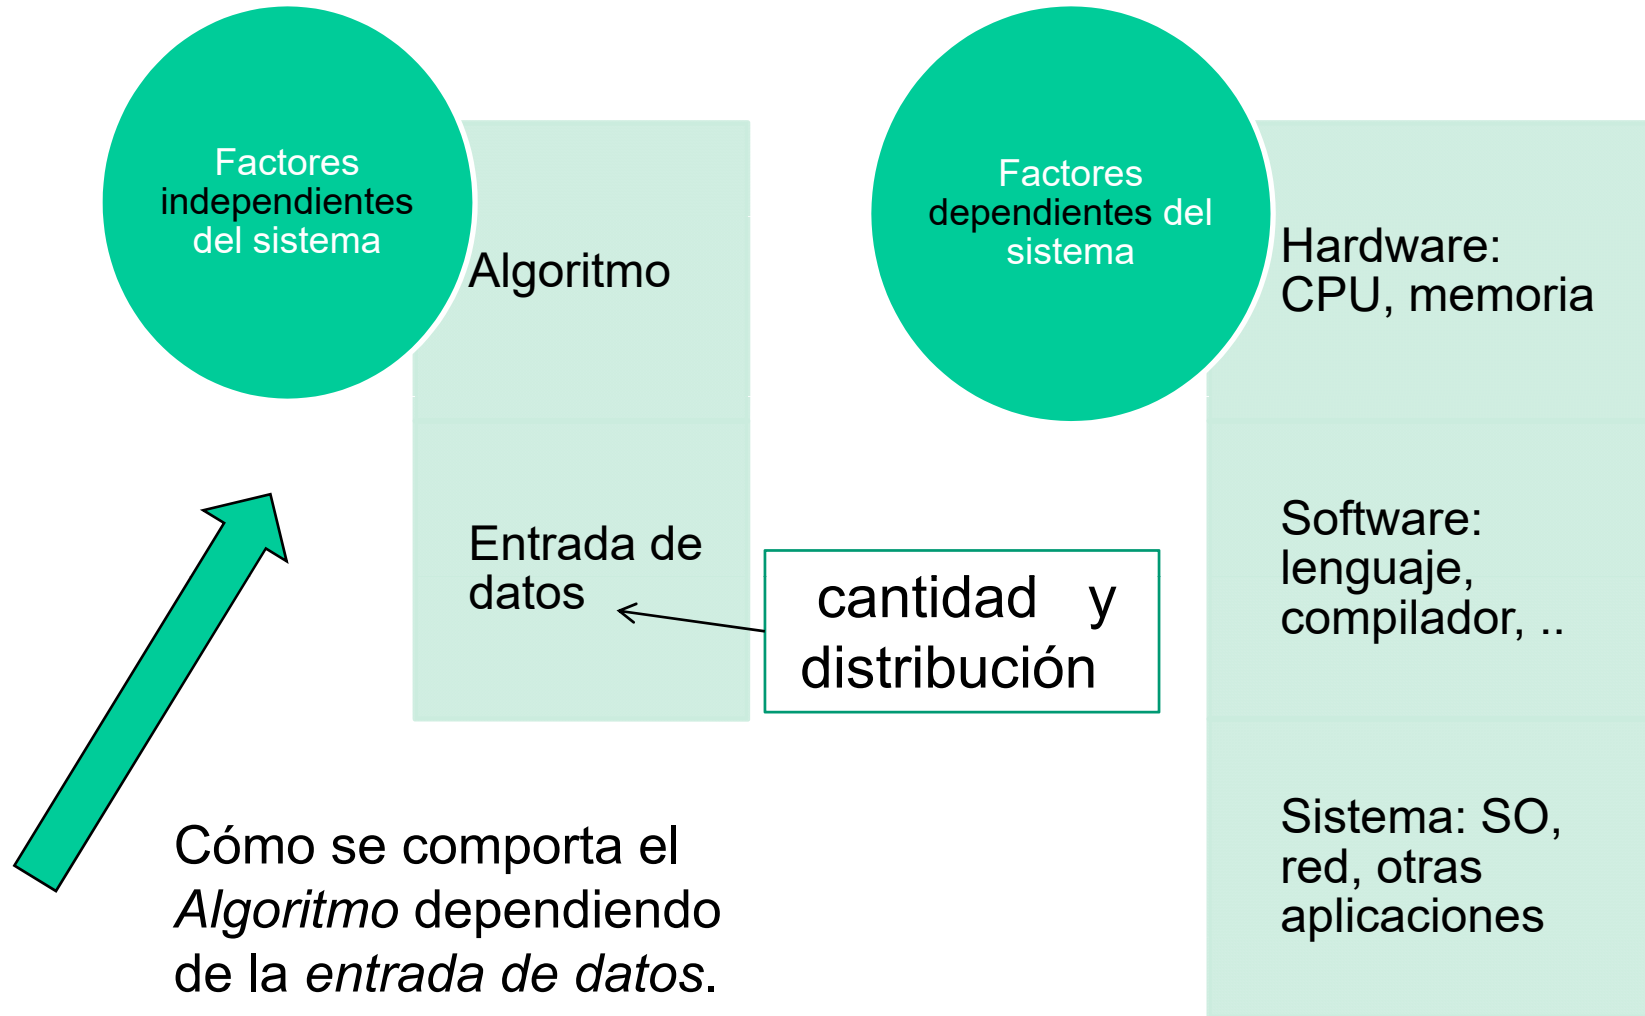 Factores
independientes
del sistema
Algoritmo
Entrada de
datos
cantidad y
distribución
Cómo se comporta el
Algoritmo dependiendo
de la entrada de datos.
Factores
dependientes del
sistema
Hardware:
CPU, memoria
Software:
lenguaje,
compilador, ..
Sistema: SO,
red, otras
aplicaciones